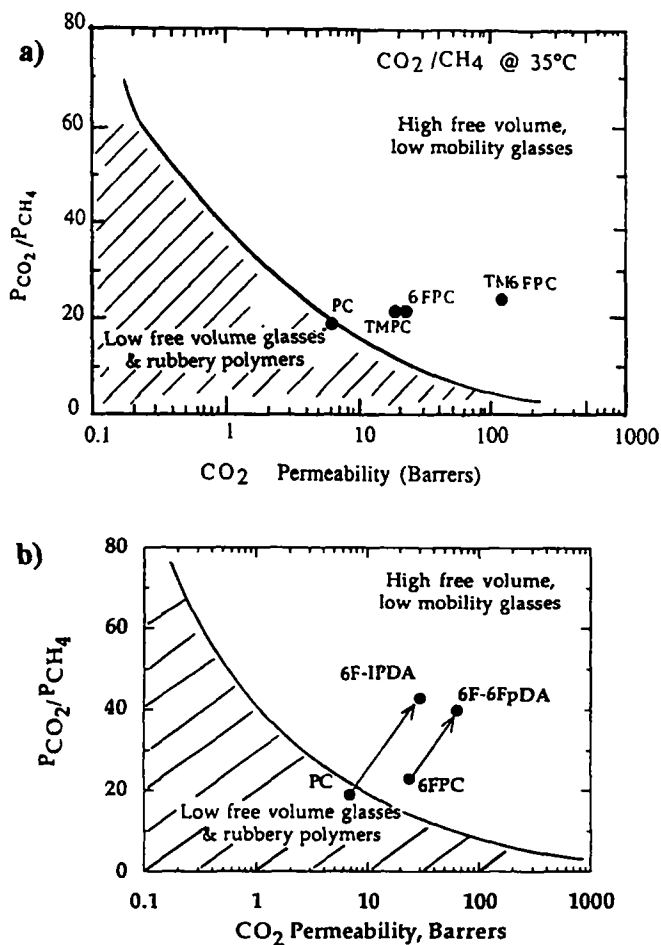 a)
CO2/CH4 @ 35°C
High free volume,
low mobility glasses
PCO2/PCH4
80
60
40
20
0
PC
TMPC
6FPC
TM6FPC
Low free volume glasses
& rubbery polymers
0.1 1 10 100 1000
CO2 Permeability (Barrers)
b)
High free volume,
low mobility glasses
PCO2/PCH4
80
60
40
20
0
6F-IPDA
6F-6FpDA
PC
6FPC
Low free volume glasses
& rubbery polymers
0.1 1 10 100 1000
CO2 Permeability, Barrers